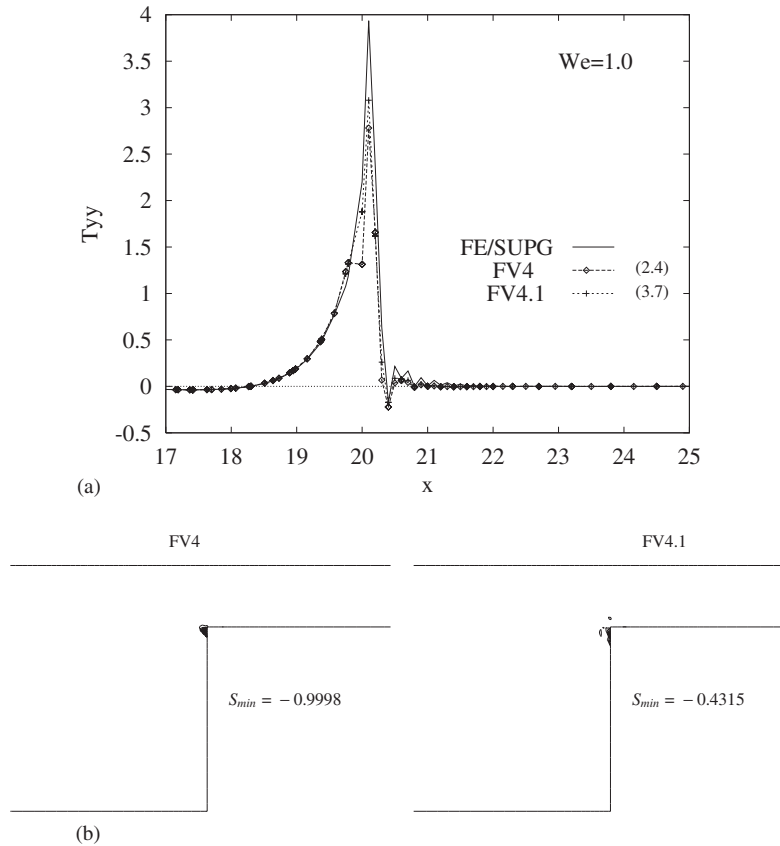 4
3.5
3
2.5
2
1.5
1
0.5
0
-0.5
Tyy
We=1.0
FE/SUPG
FV4 (2.4)
FV4.1 (3.7)
17 18 19 20 21 22 23 24 25
(a) x
FV4 FV4.1
S_min = −0.9998 S_min = −0.4315
(b)